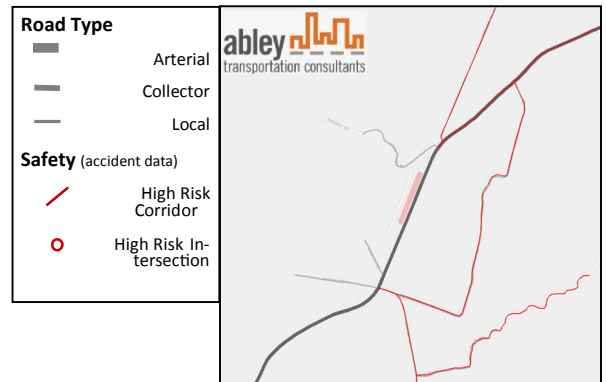 Road Type
Arterial
Collector
Local
Safety (accident data)
High Risk
Corridor
High Risk In-
tersection
abley
transportation consultants